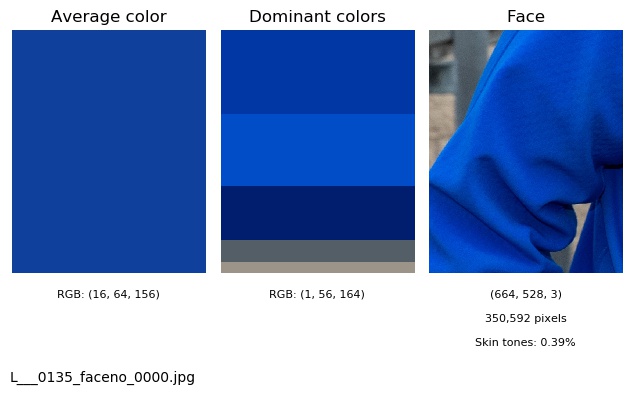 Average color
Dominant colors
Face
RGB: (16, 64, 156)
RGB: (1, 56, 164)
(664, 528, 3)
350,592 pixels
Skin tones: 0.39%
L___0135_faceno_0000.jpg